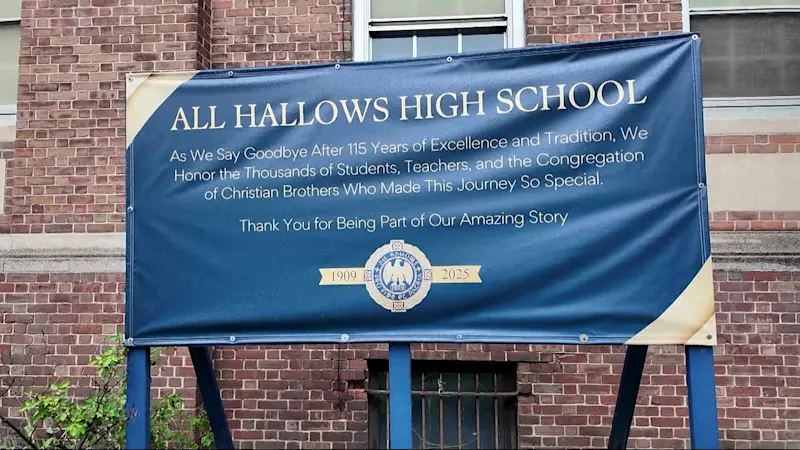 ALL HALLOWS HIGH SCHOOL
As We Say Goodbye After 115 Years of Excellence and Tradition, We
Honor the Thousands of Students, Teachers, and the Congregation
of Christian Brothers Who Made This Journey So Special.
Thank You for Being Part of Our Amazing Story
1909 2025